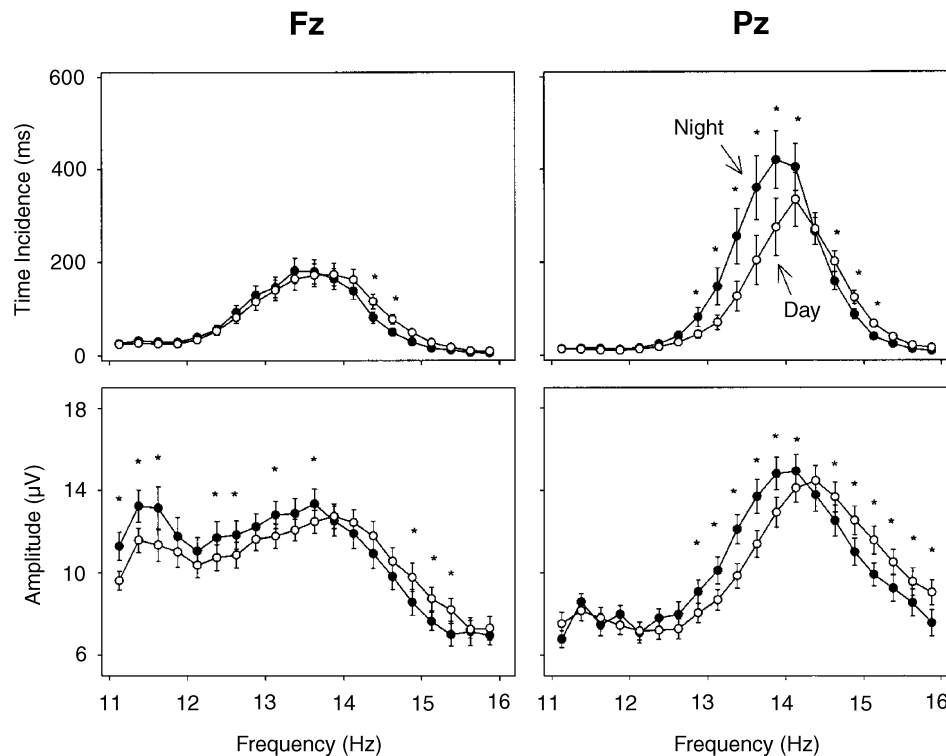 Fz
Pz
Time Incidence (ms)
600
400
200
0
Night
Day
* * * * * * * * * * *
Amplitude (µV)
18
14
10
6
* * * * * * * * * *
* * * * * * * * * * *
11 12 13 14 15 16
11 12 13 14 15 16
Frequency (Hz)
Frequency (Hz)